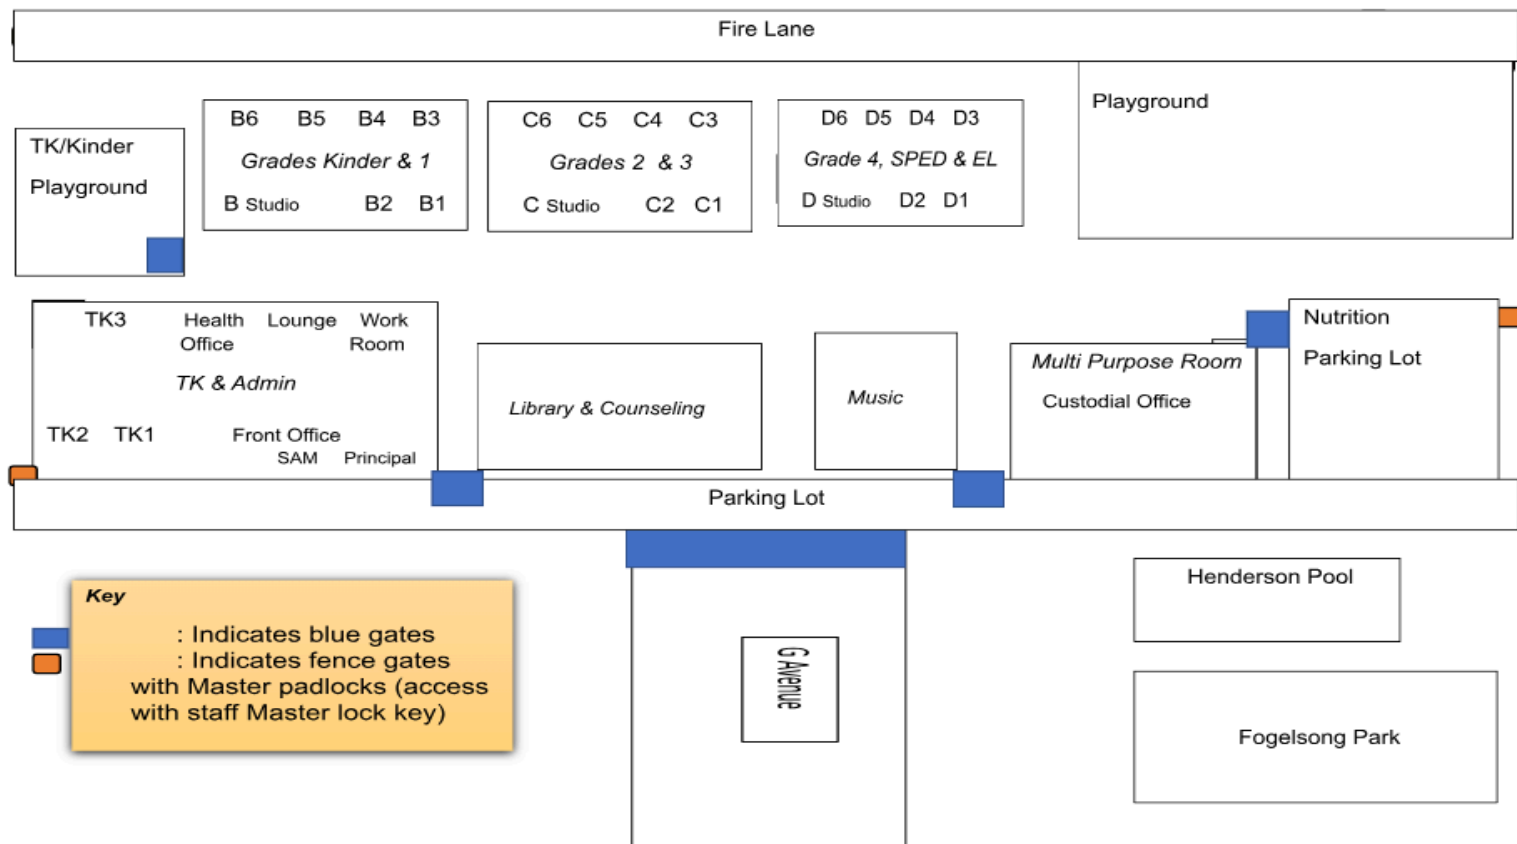 Fire Lane
Playground
TK/Kinder
Playground
B6 B5 B4 B3
Grades Kinder & 1
B Studio B2 B1
C6 C5 C4 C3
Grades 2 & 3
C Studio C2 C1
D6 D5 D4 D3
Grade 4, SPED & EL
D Studio D2 D1
TK3 Health Lounge Work
Office Room
TK & Admin
TK2 TK1 Front Office
SAM Principal
Library & Counseling
Music
Multi Purpose Room
Custodial Office
Nutrition
Parking Lot
Parking Lot
Key
: Indicates blue gates
: Indicates fence gates
with Master padlocks (access
with staff Master lock key)
G Avenue
Henderson Pool
Fogelsong Park